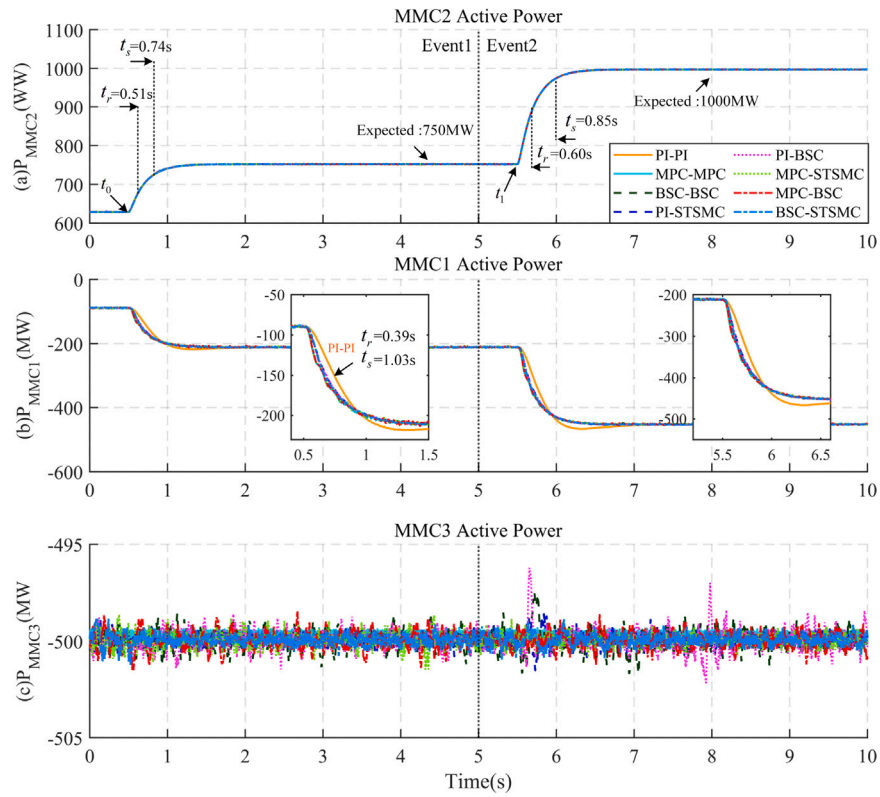 MMC2 Active Power
1100
1000
900
800
700
600
(a)P_MMC2(WW)
t_s=0.74s
t_r=0.51s
t_0
Event1
Event2
Expected :750MW
Expected :1000MW
t_s=0.85s
t_r=0.60s
t_1
PI-PI
MPC-MPC
BSC-BSC
PI-STSMC
PI-BSC
MPC-STSMC
MPC-BSC
BSC-STSMC
0 1 2 3 4 5 6 7 8 9 10
MMC1 Active Power
0
-200
-400
-600
(b)P_MMC1(MW)
-50
-100
-150
-200
0.5 1 1.5
PI-PI
t_r=0.39s
t_s=1.03s
-200
-300
-400
-500
5.5 6 6.5
0 1 2 3 4 5 6 7 8 9 10
MMC3 Active Power
-495
-500
-505
(c)P_MMC3(MW
0 1 2 3 4 5 6 7 8 9 10
Time(s)